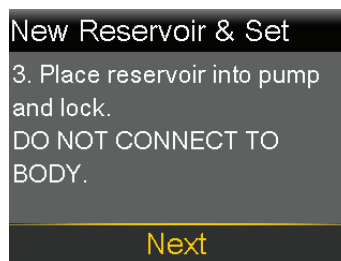 New Reservoir & Set
3. Place reservoir into pump
and lock.
DO NOT CONNECT TO
BODY.
Next